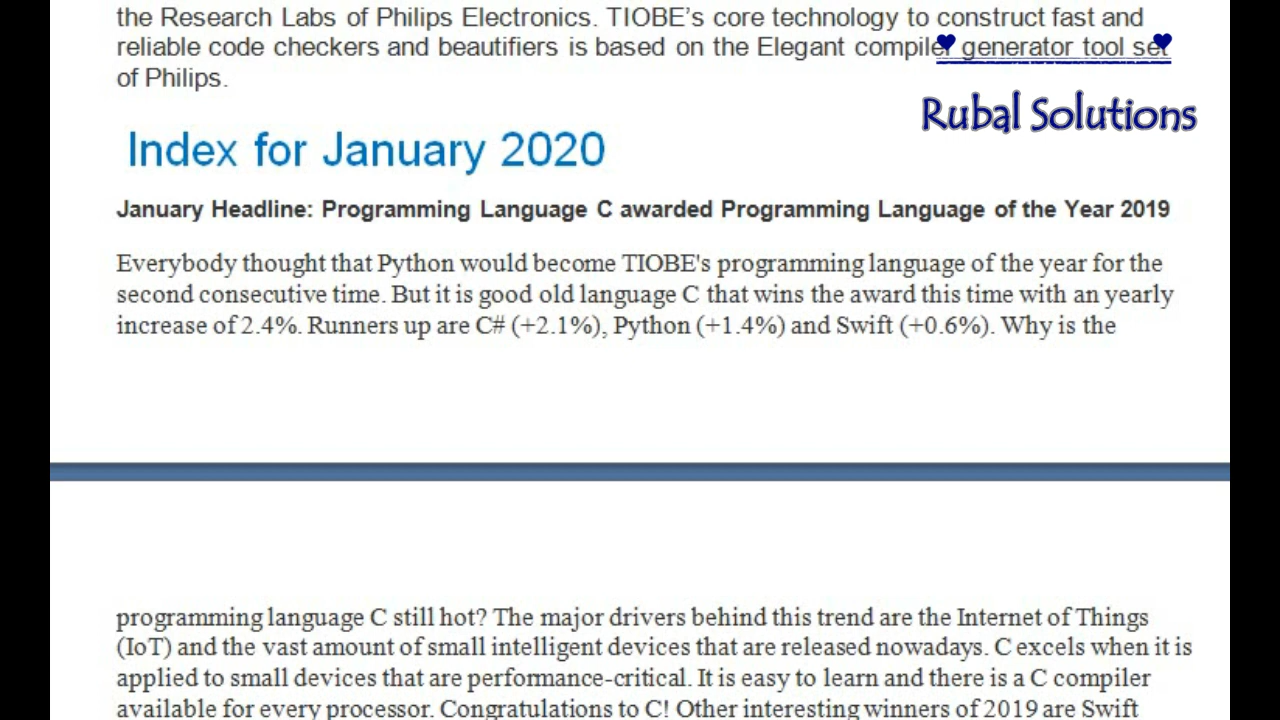 the Research Labs of Philips Electronics. TIOBE’s core technology to construct fast and
reliable code checkers and beautifiers is based on the Elegant compiler generator tool set
of Philips.
Rubal Solutions
Index for January 2020
January Headline: Programming Language C awarded Programming Language of the Year 2019
Everybody thought that Python would become TIOBE's programming language of the year for the
second consecutive time. But it is good old language C that wins the award this time with an yearly
increase of 2.4%. Runners up are C# (+2.1%), Python (+1.4%) and Swift (+0.6%). Why is the
programming language C still hot? The major drivers behind this trend are the Internet of Things
(IoT) and the vast amount of small intelligent devices that are released nowadays. C excels when it is
applied to small devices that are performance-critical. It is easy to learn and there is a C compiler
available for every processor. Congratulations to C! Other interesting winners of 2019 are Swift